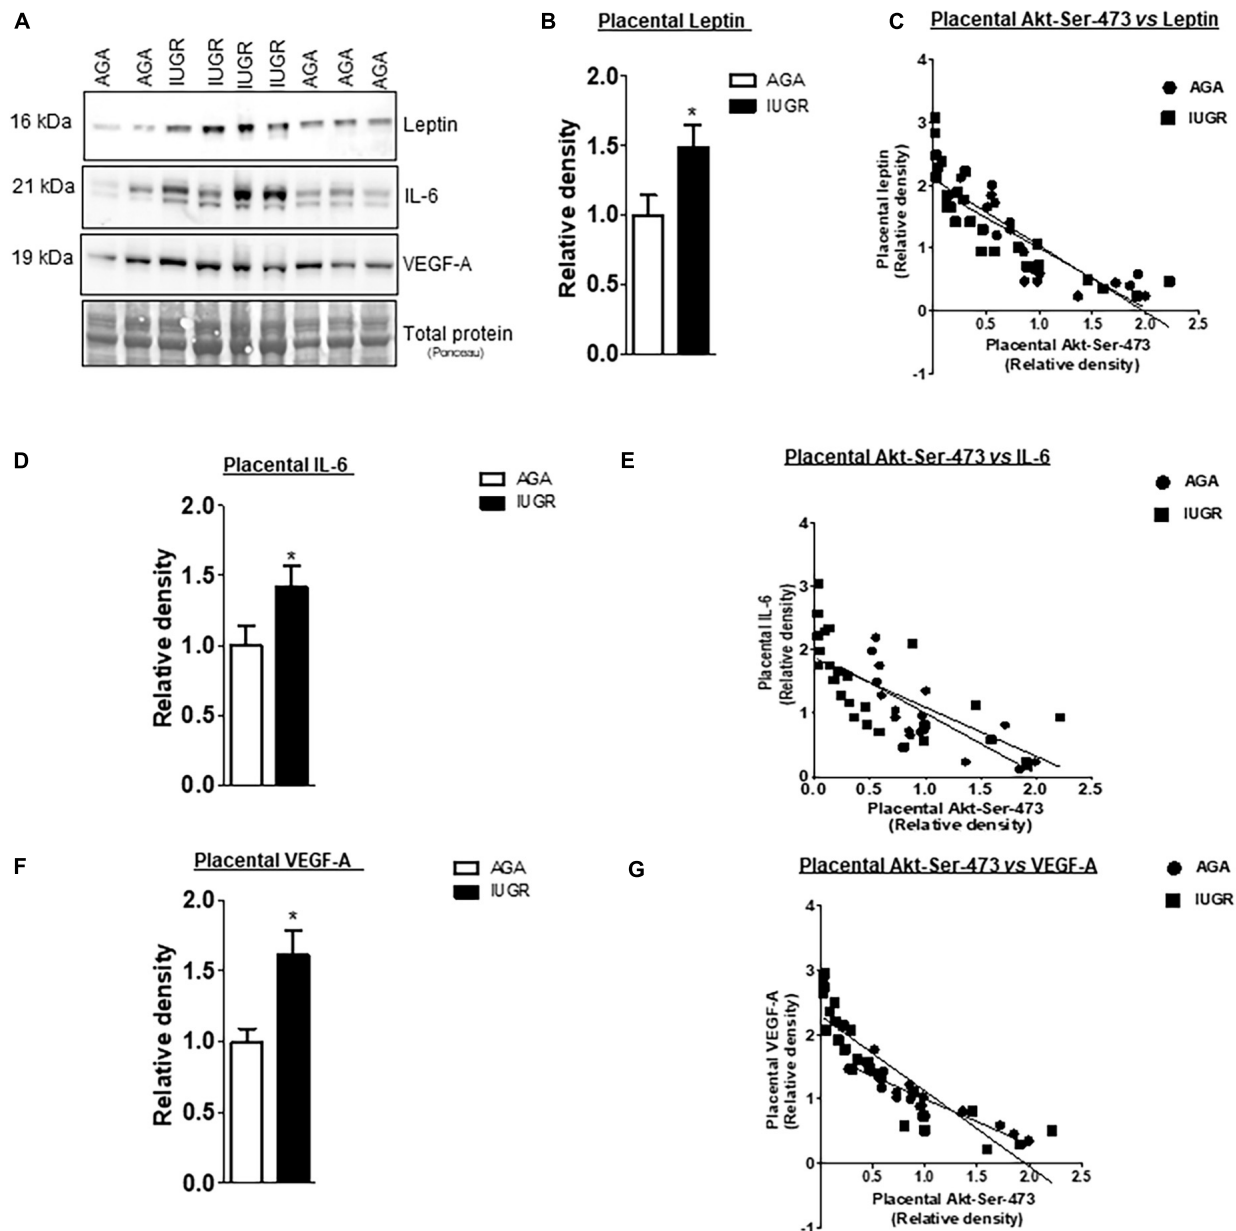 A
AGA AGA IUGR IUGR IUGR IUGR AGA AGA AGA
16 kDa Leptin
21 kDa IL-6
19 kDa VEGF-A
Total protein
(Ponceau)
B
Placental Leptin
AGA
IUGR
Relative density
2.0
1.5
1.0
0.5
0.0
*
C
Placental Akt-Ser-473 vs Leptin
AGA
IUGR
Placental leptin
(Relative density)
4
3
2
1
0
-1
0.5 1.0 1.5 2.0 2.5
Placental Akt-Ser-473
(Relative density)
D
Placental IL-6
AGA
IUGR
Relative density
2.0
1.5
1.0
0.5
0.0
*
E
Placental Akt-Ser-473 vs IL-6
AGA
IUGR
Placental IL-6
(Relative density)
4
3
2
1
0
0.0 0.5 1.0 1.5 2.0 2.5
Placental Akt-Ser-473
(Relative density)
F
Placental VEGF-A
AGA
IUGR
Relative density
2.0
1.5
1.0
0.5
0.0
*
G
Placental Akt-Ser-473 vs VEGF-A
AGA
IUGR
Placental VEGF-A
(Relative density)
4
3
2
1
0
-1
0.5 1.0 1.5 2.0 2.5
Placental Akt-Ser-473
(Relative density)